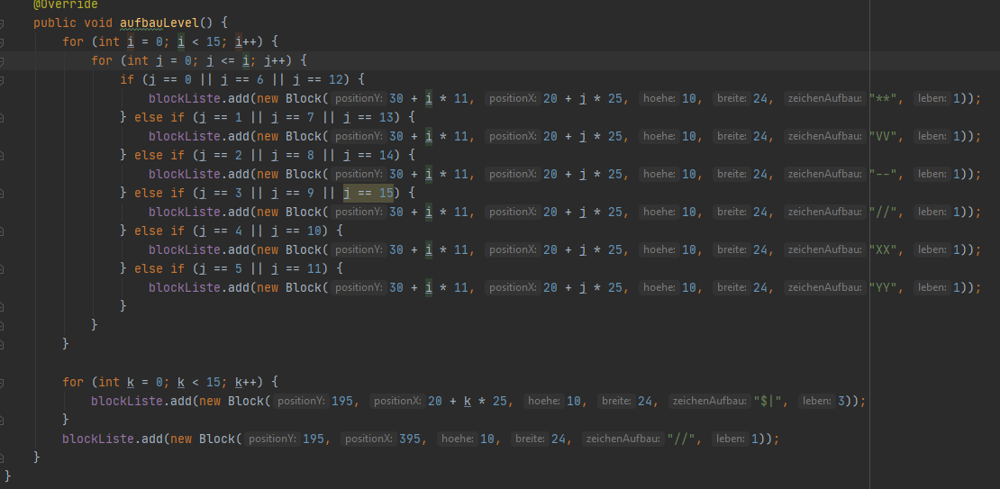 @Override
public void aufbauLevel() {
for (int i = 0; i < 15; i++) {
for (int j = 0; j <= i; j++) {
if (j == 0 || j == 6 || j == 12) {
blockListe.add(new Block( positionY: 30 + i * 11, positionX: 20 + j * 25, hoehe: 10, breite: 24, zeichenAufbau: "**", leben: 1));
} else if (j == 1 || j == 7 || j == 13) {
blockListe.add(new Block( positionY: 30 + i * 11, positionX: 20 + j * 25, hoehe: 10, breite: 24, zeichenAufbau: "VV", leben: 1));
} else if (j == 2 || j == 8 || j == 14) {
blockListe.add(new Block( positionY: 30 + i * 11, positionX: 20 + j * 25, hoehe: 10, breite: 24, zeichenAufbau: "--", leben: 1));
} else if (j == 3 || j == 9 || j == 15) {
blockListe.add(new Block( positionY: 30 + i * 11, positionX: 20 + j * 25, hoehe: 10, breite: 24, zeichenAufbau: "//", leben: 1));
} else if (j == 4 || j == 10) {
blockListe.add(new Block( positionY: 30 + i * 11, positionX: 20 + j * 25, hoehe: 10, breite: 24, zeichenAufbau: "XX", leben: 1));
} else if (j == 5 || j == 11) {
blockListe.add(new Block( positionY: 30 + i * 11, positionX: 20 + j * 25, hoehe: 10, breite: 24, zeichenAufbau: "YY", leben: 1));
}
}
}
for (int k = 0; k < 15; k++) {
blockListe.add(new Block( positionY: 195, positionX: 20 + k * 25, hoehe: 10, breite: 24, zeichenAufbau: "$|", leben: 3));
}
blockListe.add(new Block( positionY: 195, positionX: 395, hoehe: 10, breite: 24, zeichenAufbau: "//", leben: 1));
}
}